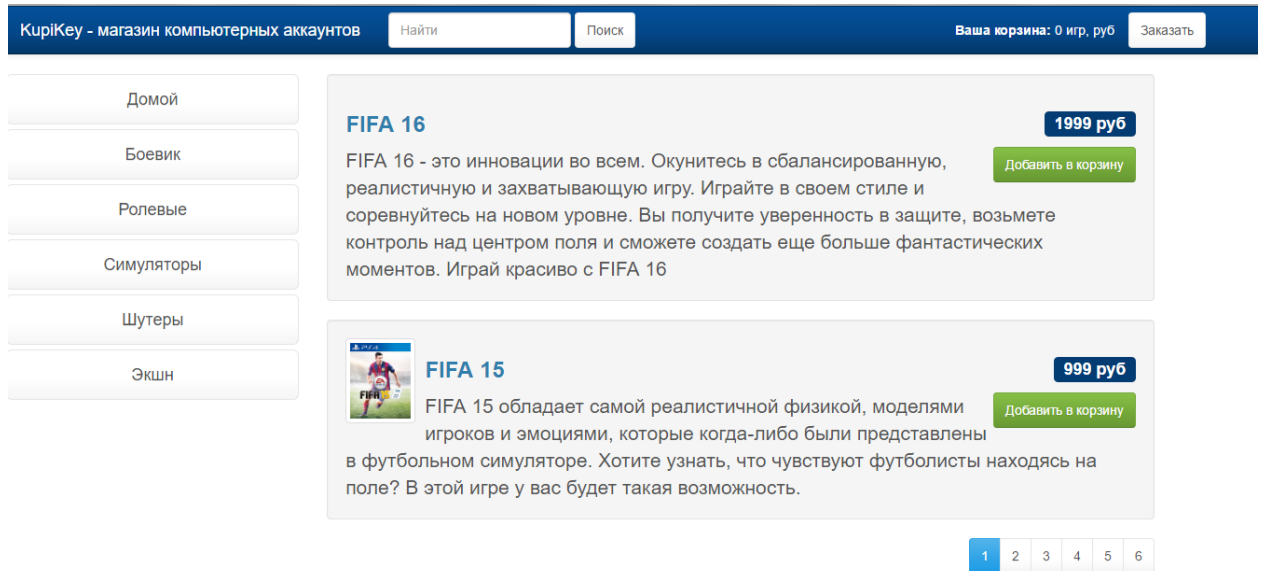 KupiKey - магазин компьютерных аккаунтов
Найти
Поиск
Ваша корзина: 0 игр, руб
Заказать
Домой
Боевик
Ролевые
Симуляторы
Шутеры
Экшн
FIFA 16
1999 руб
Добавить в корзину
FIFA 16 - это инновации во всем. Окунитесь в сбалансированную,
реалистичную и захватывающую игру. Играйте в своем стиле и
соревнуйтесь на новом уровне. Вы получите уверенность в защите, возьмете
контроль над центром поля и сможете создать еще больше фантастических
моментов. Играй красиво с FIFA 16
PS4
FIFA
FIFA 15
999 руб
Добавить в корзину
FIFA 15 обладает самой реалистичной физикой, моделями
игроков и эмоциями, которые когда-либо были представлены
в футбольном симуляторе. Хотите узнать, что чувствуют футболисты находясь на
поле? В этой игре у вас будет такая возможность.
1 2 3 4 5 6